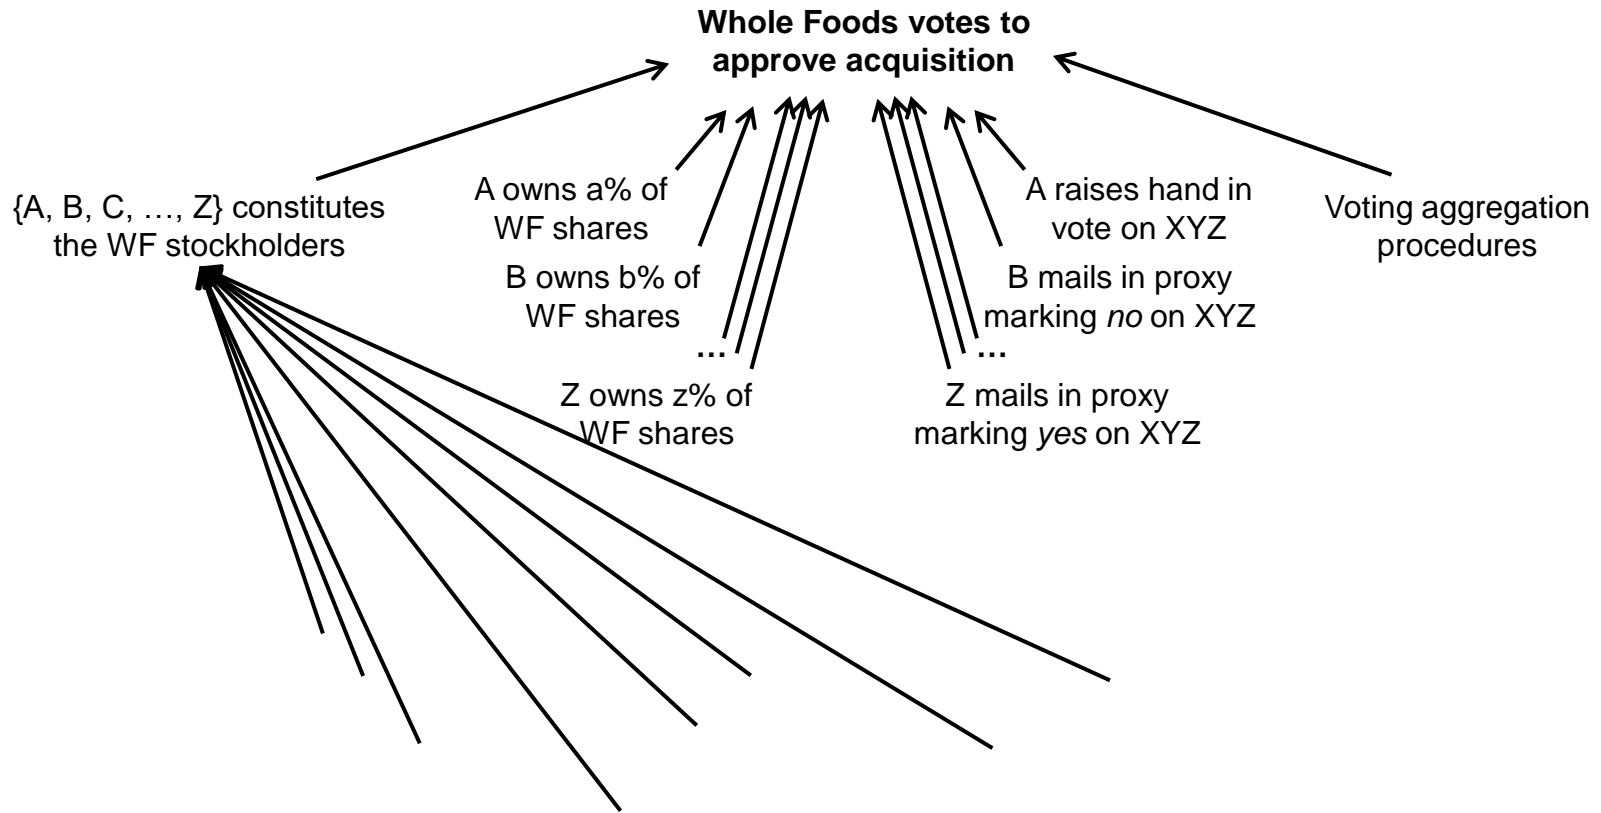 Whole Foods votes to
approve acquisition
{A, B, C, …, Z} constitutes
the WF stockholders
A owns a% of
WF shares
B owns b% of
WF shares
…
Z owns z% of
WF shares
A raises hand in
vote on XYZ
B mails in proxy
marking no on XYZ
…
Z mails in proxy
marking yes on XYZ
Voting aggregation
procedures